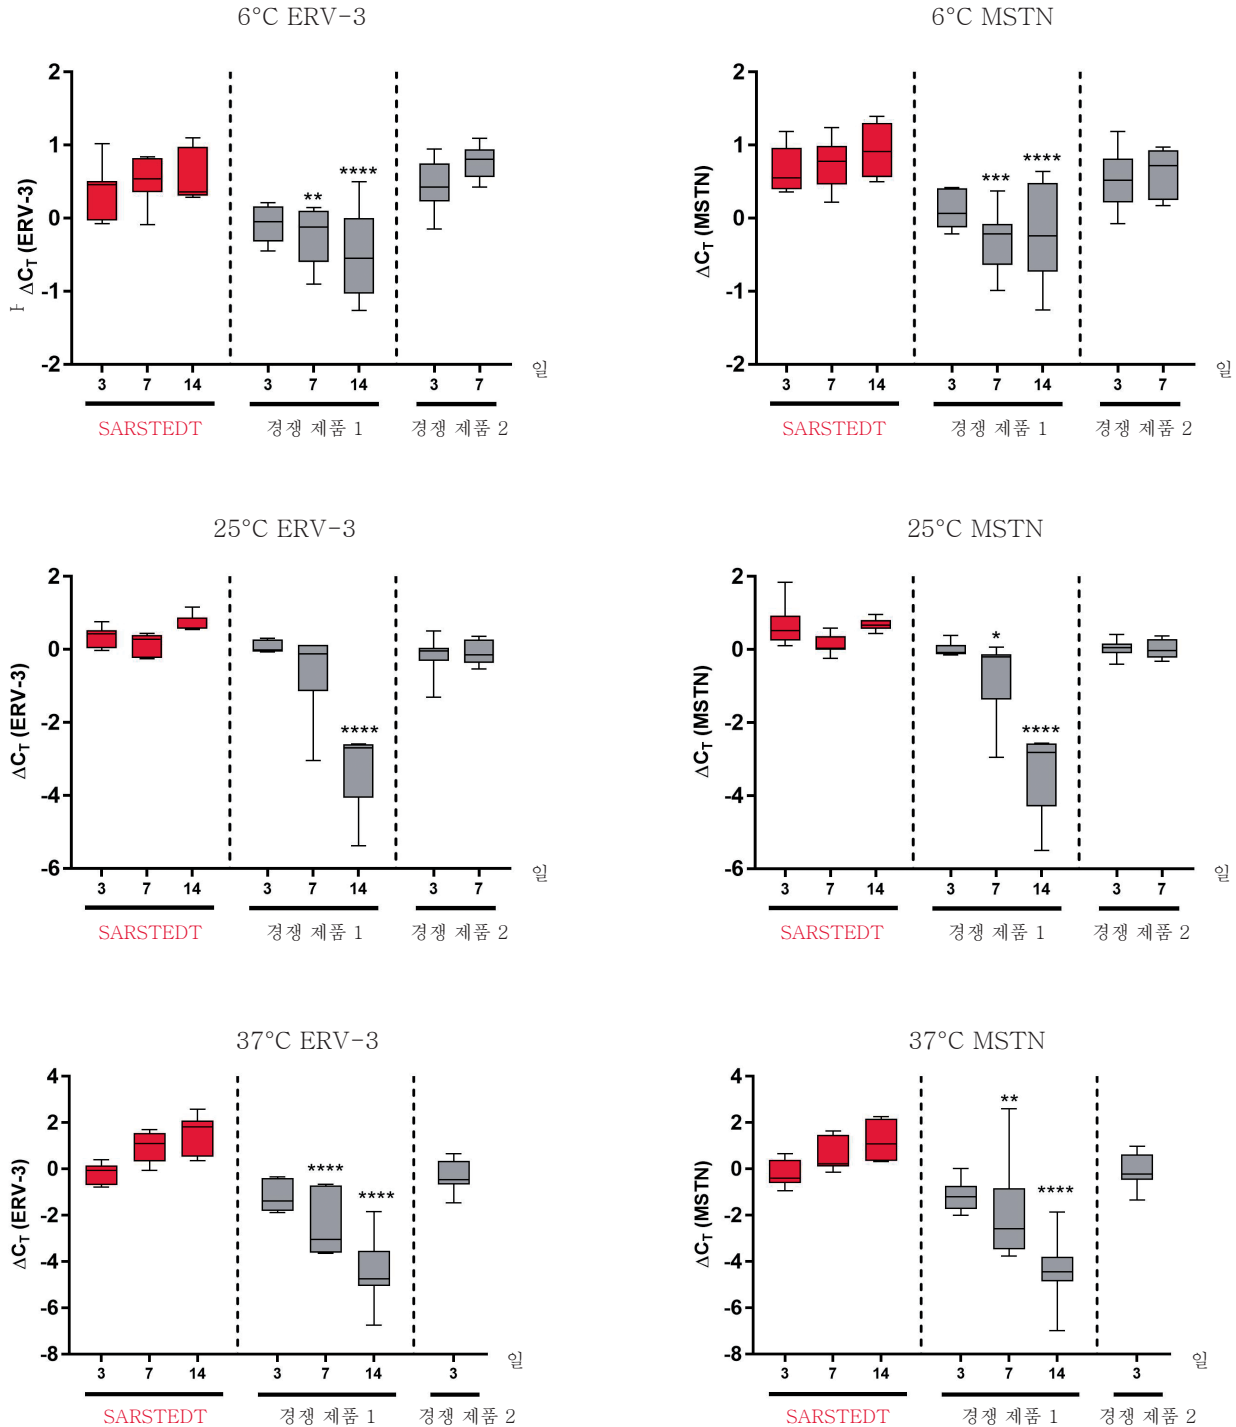 6°C ERV-3
2
1
0
-1
-2
ΔCT (ERV-3)
**
****
3 7 14 3 7 14 3 7 일
SARSTEDT 경쟁 제품 1 경쟁 제품 2
6°C MSTN
2
1
0
-1
-2
ΔCT (MSTN)
***
****
3 7 14 3 7 14 3 7 일
SARSTEDT 경쟁 제품 1 경쟁 제품 2
25°C ERV-3
2
0
-2
-4
-6
ΔCT (ERV-3)
****
3 7 14 3 7 14 3 7 일
SARSTEDT 경쟁 제품 1 경쟁 제품 2
25°C MSTN
2
0
-2
-4
-6
ΔCT (MSTN)
*
****
3 7 14 3 7 14 3 7 일
SARSTEDT 경쟁 제품 1 경쟁 제품 2
37°C ERV-3
4
2
0
-2
-4
-6
-8
ΔCT (ERV-3)
****
****
3 7 14 3 7 14 3 일
SARSTEDT 경쟁 제품 1 경쟁 제품 2
37°C MSTN
4
2
0
-2
-4
-6
-8
ΔCT (MSTN)
**
****
3 7 14 3 7 14 3 일
SARSTEDT 경쟁 제품 1 경쟁 제품 2